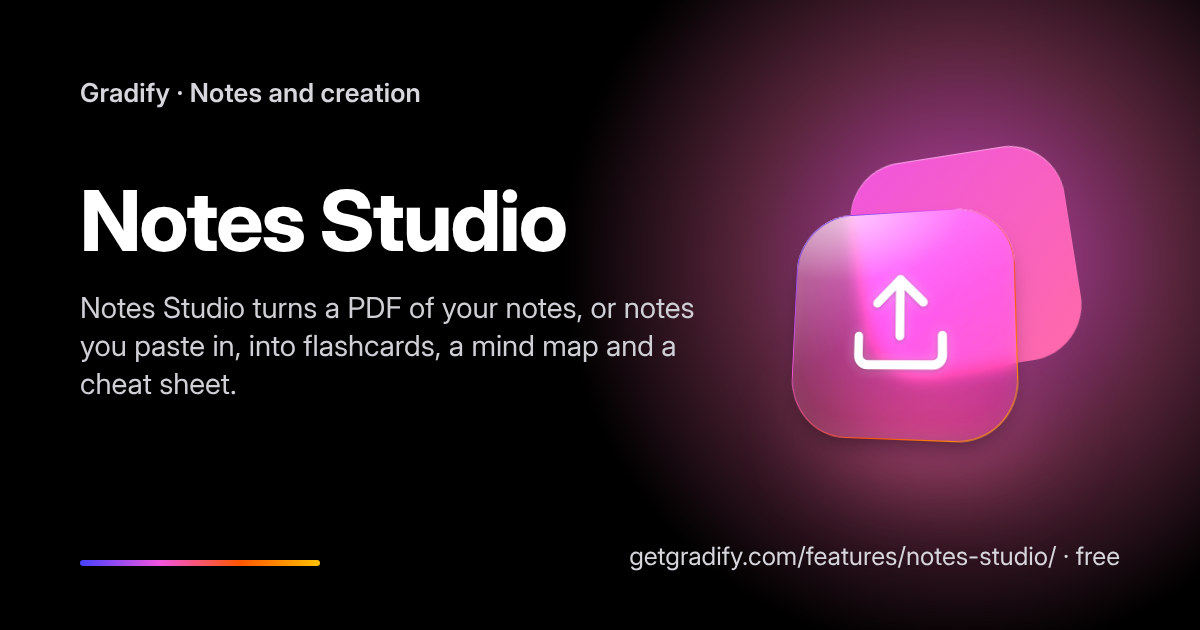 Gradify · Notes and creation
Notes Studio
Notes Studio turns a PDF of your notes, or notes
you paste in, into flashcards, a mind map and a
cheat sheet.
getgradify.com/features/notes-studio/ · free